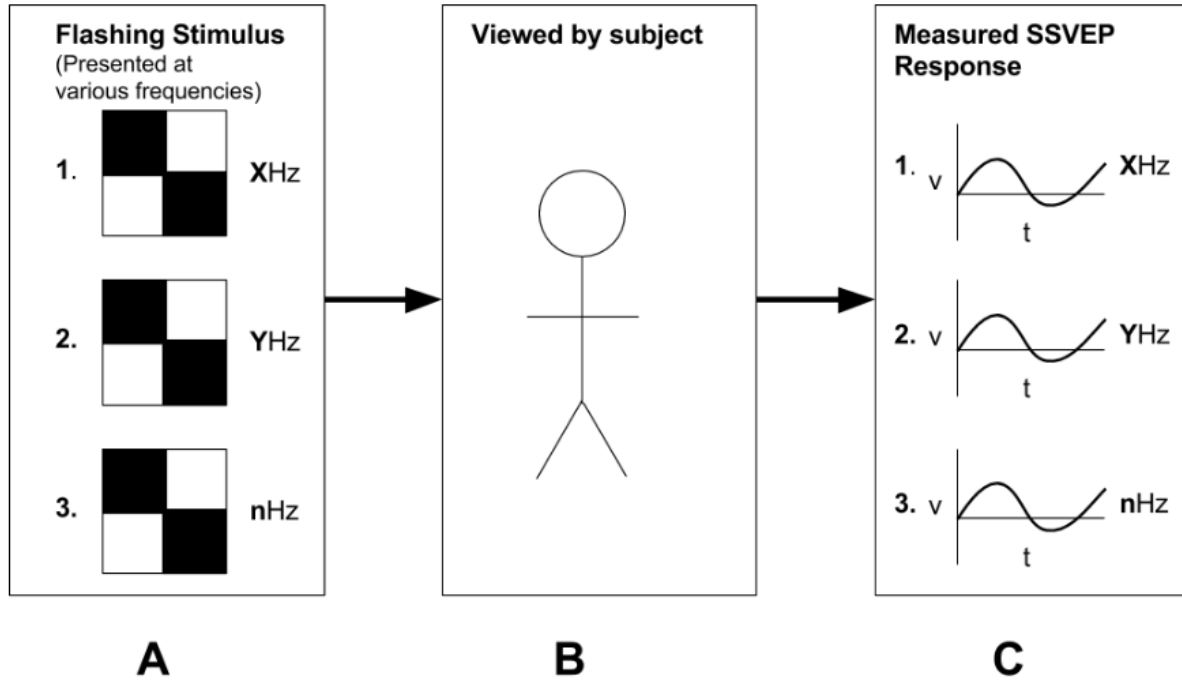 Flashing Stimulus
(Presented at
various frequencies)
1. XHz
2. YHz
3. nHz
Viewed by subject
Measured SSVEP
Response
1. v XHz
t
2. v YHz
t
3. v nHz
t
A
B
C